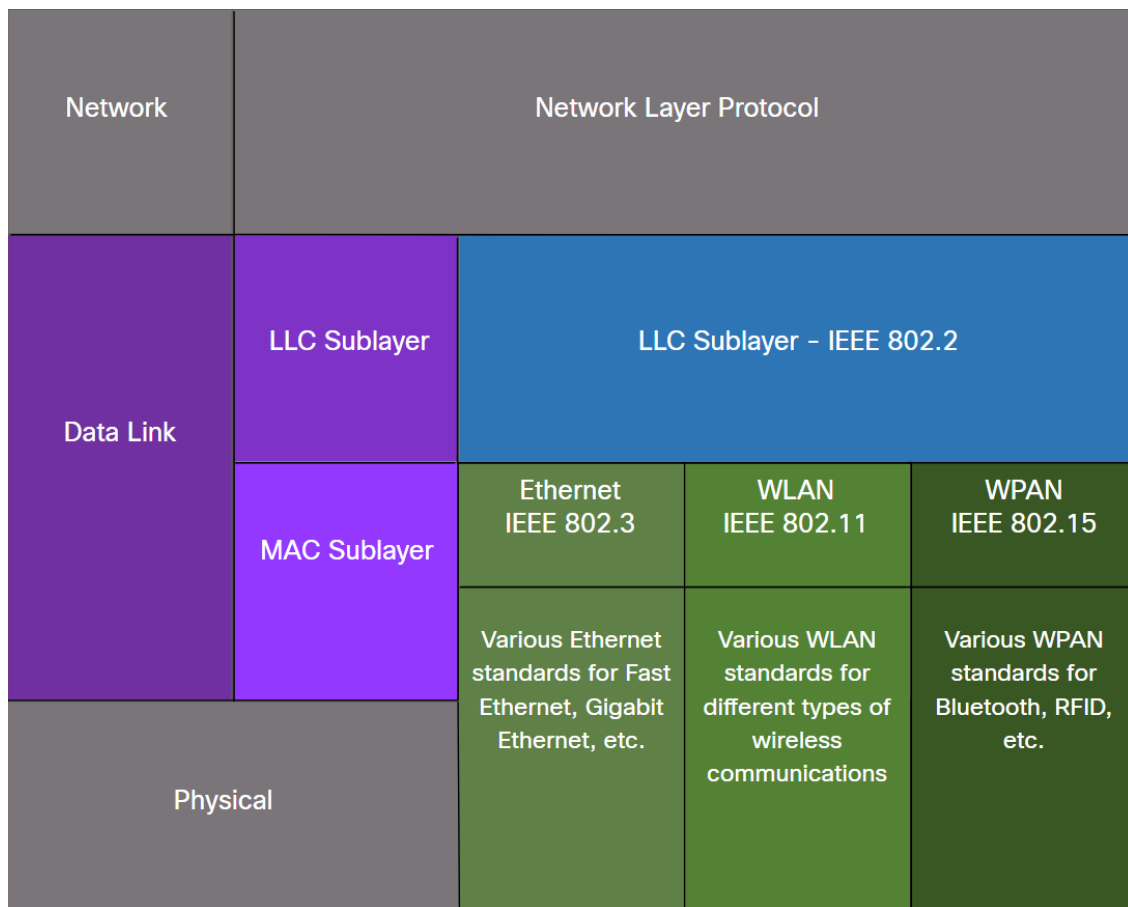 Network
Network Layer Protocol
Data Link
LLC Sublayer
LLC Sublayer - IEEE 802.2
MAC Sublayer
Ethernet
IEEE 802.3
WLAN
IEEE 802.11
WPAN
IEEE 802.15
Various Ethernet
standards for Fast
Ethernet, Gigabit
Ethernet, etc.
Various WLAN
standards for
different types of
wireless
communications
Various WPAN
standards for
Bluetooth, RFID,
etc.
Physical